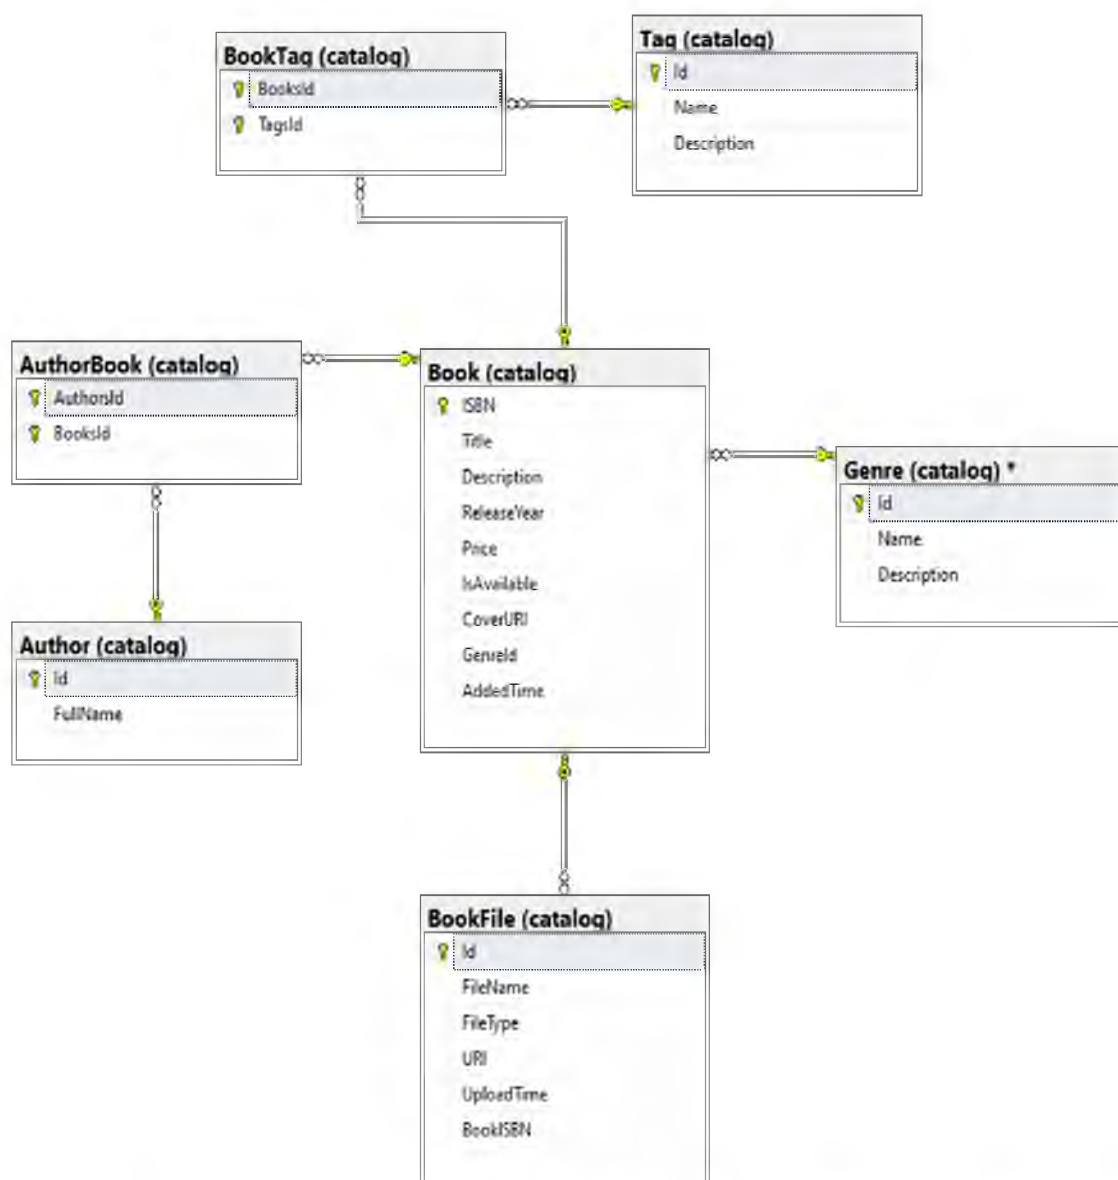 BookTag (catalog)
BooksId
TagsId
Tag (catalog)
Id
Name
Description
AuthorBook (catalog)
AuthorsId
BooksId
Book (catalog)
ISBN
Title
Description
ReleaseYear
Price
IsAvailable
CoverURI
GenreId
AddedTime
Genre (catalog) *
Id
Name
Description
Author (catalog)
Id
FullName
BookFile (catalog)
Id
FileName
FileType
URI
UploadTime
BookISBN